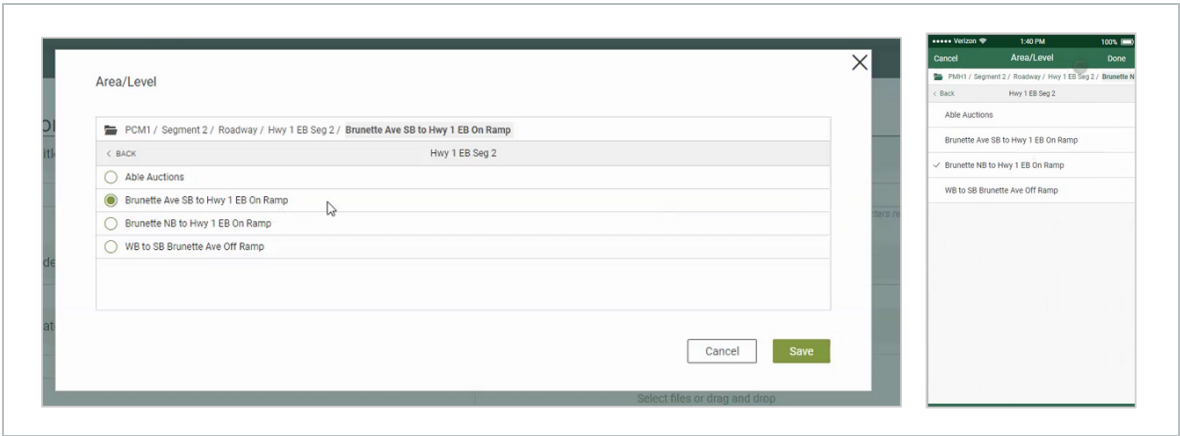 Area/Level
PCM1 / Segment 2 / Roadway / Hwy 1 EB Seg 2 / Brunette Ave SB to Hwy 1 EB On Ramp
< BACK Hwy 1 EB Seg 2
Able Auctions
Brunette Ave SB to Hwy 1 EB On Ramp
Brunette NB to Hwy 1 EB On Ramp
WB to SB Brunette Ave Off Ramp
Cancel Save
Select files or drag and drop
Verizon 1:40 PM 100%
Cancel Area/Level Done
PMH1 / Segment 2 / Roadway / Hwy 1 EB Seg 2 / Brunette N
< Back Hwy 1 EB Seg 2
Able Auctions
Brunette Ave SB to Hwy 1 EB On Ramp
Brunette NB to Hwy 1 EB On Ramp
WB to SB Brunette Ave Off Ramp